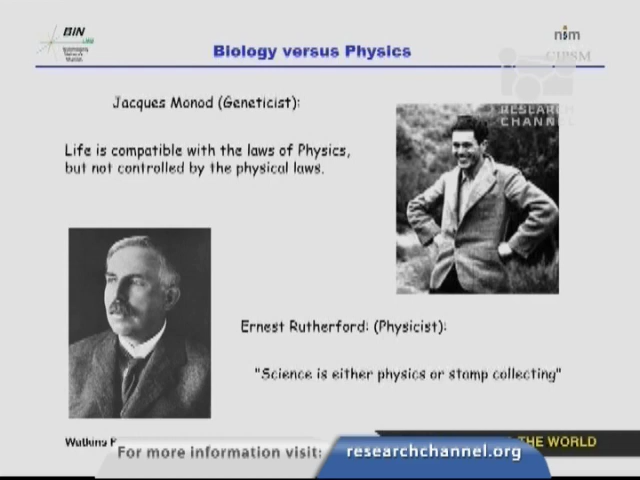 BIN
nim
Biology versus Physics
CIPSM
RESEARCH
CHANNEL
Jacques Monod (Geneticist):
Life is compatible with the laws of Physics,
but not controlled by the physical laws.
Ernest Rutherford: (Physicist):
"Science is either physics or stamp collecting"
Watkins
THE WORLD
For more information visit:
researchchannel.org